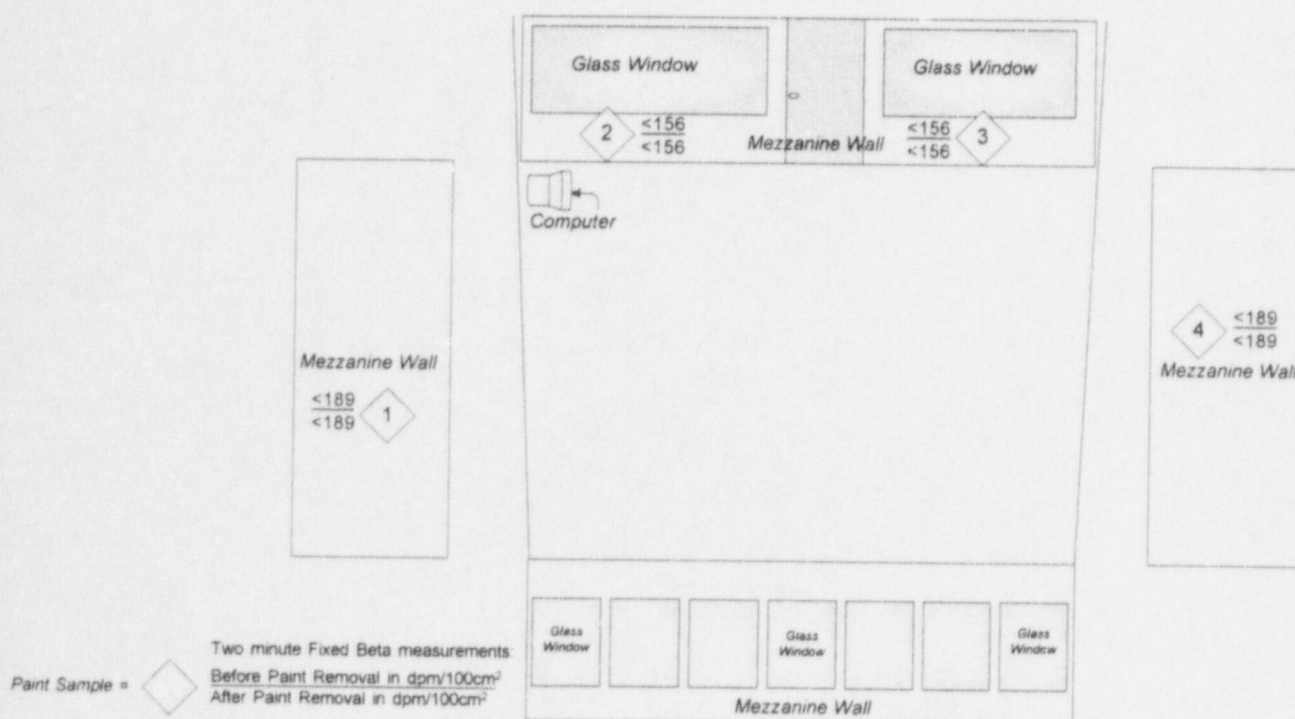 Glass Window
Glass Window
2
<156
<156
Mezzanine Wall
<156
<156
3
Computer
Mezzanine Wall
<189
<189
1
4
<189
<189
Mezzanine Wall
Glass
Window
Glass
Window
Glass
Window
Mezzanine Wall
Paint Sample =
Two minute Fixed Beta measurements:
Before Paint Removal in dpm/100cm²
After Paint Removal in dpm/100cm²